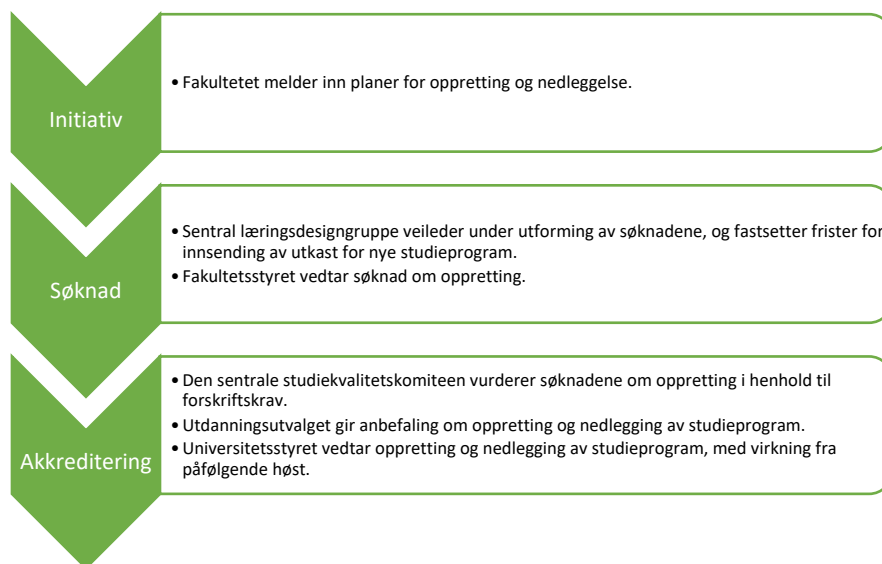 Initiativ
• Fakultetet melder inn planer for oppretting og nedleggelse.
Søknad
• Sentral læringsdesigngruppe veileder under utforming av søknadene, og fastsetter frister for
innsending av utkast for nye studieprogram.
• Fakultetsstyret vedtar søknad om oppretting.
Akkreditering
• Den sentrale studiekvalitetskomiteen vurderer søknadene om oppretting i henhold til
forskriftskrav.
• Utdanningsutvalget gir anbefaling om oppretting og nedlegging av studieprogram.
• Universitetsstyret vedtar oppretting og nedlegging av studieprogram, med virkning fra
påfølgende høst.